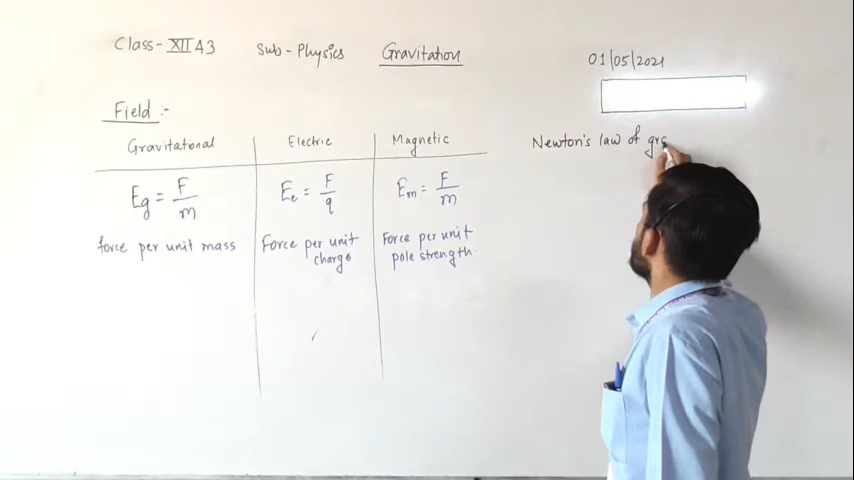 Class- XII A3 Sub - Physics Gravitation
01/05/2021
Field :-
Gravitational Electric Magnetic
Eg = F/m Ee = F/q Em = F/m
force per unit mass
Force per unit
charge
Force per unit
pole strength.
Newton's law of gra